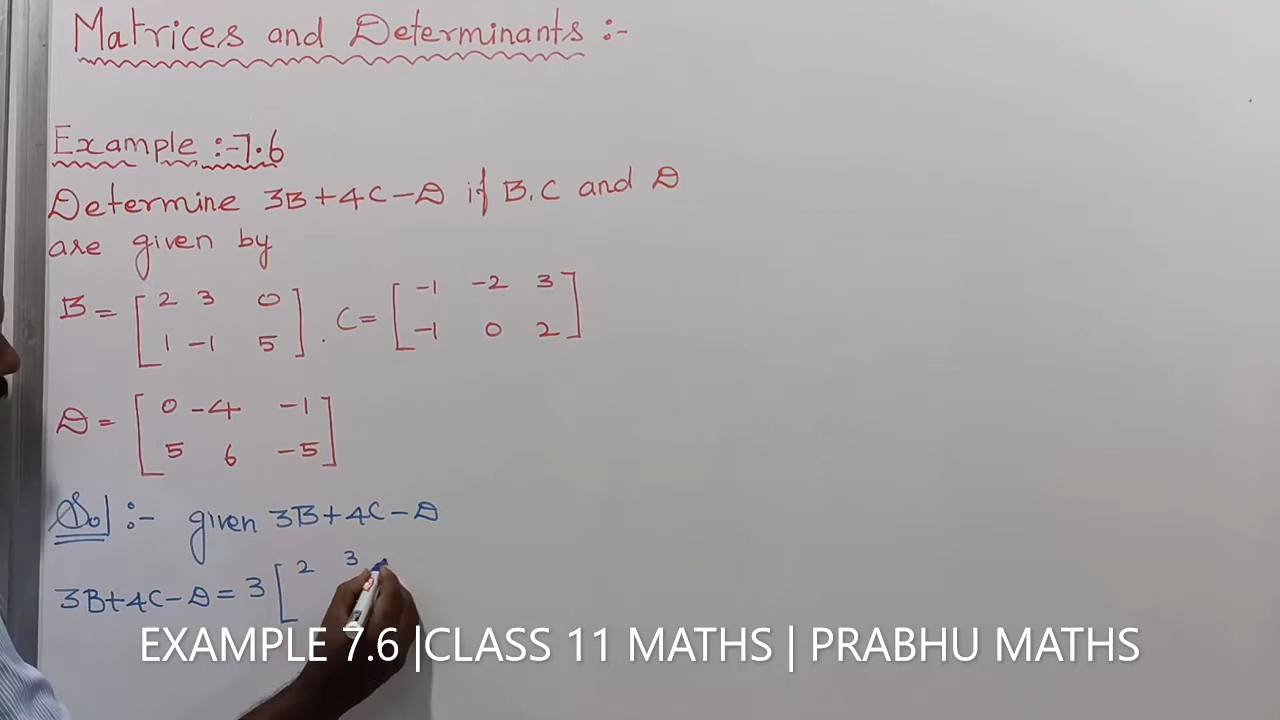 Matrices and Determinants :-
Example :- 7.6
Determine 3B+4C-D if B, C and D
are given by
B = [ 2 3 0 ; 1 -1 5 ] , C = [ -1 -2 3 ; -1 0 2 ]
D = [ 0 -4 -1 ; 5 6 -5 ]
Sol :- given 3B+4C-D
3B+4C-D = 3 [ 2 3
EXAMPLE 7.6 |CLASS 11 MATHS | PRABHU MATHS